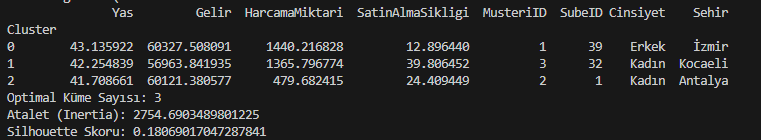 Yas Gelir HarcamaMiktari SatinAlmaSikligi MusteriID SubeID Cinsiyet Sehir
Cluster
0 43.135922 60327.508091 1440.216828 12.896440 1 39 Erkek İzmir
1 42.254839 56963.841935 1365.796774 39.806452 3 32 Kadın Kocaeli
2 41.708661 60121.380577 479.682415 24.409449 2 1 Kadın Antalya
Optimal Küme Sayısı: 3
Atalet (Inertia): 2754.6903489801225
Silhouette Skoru: 0.18069017047287841